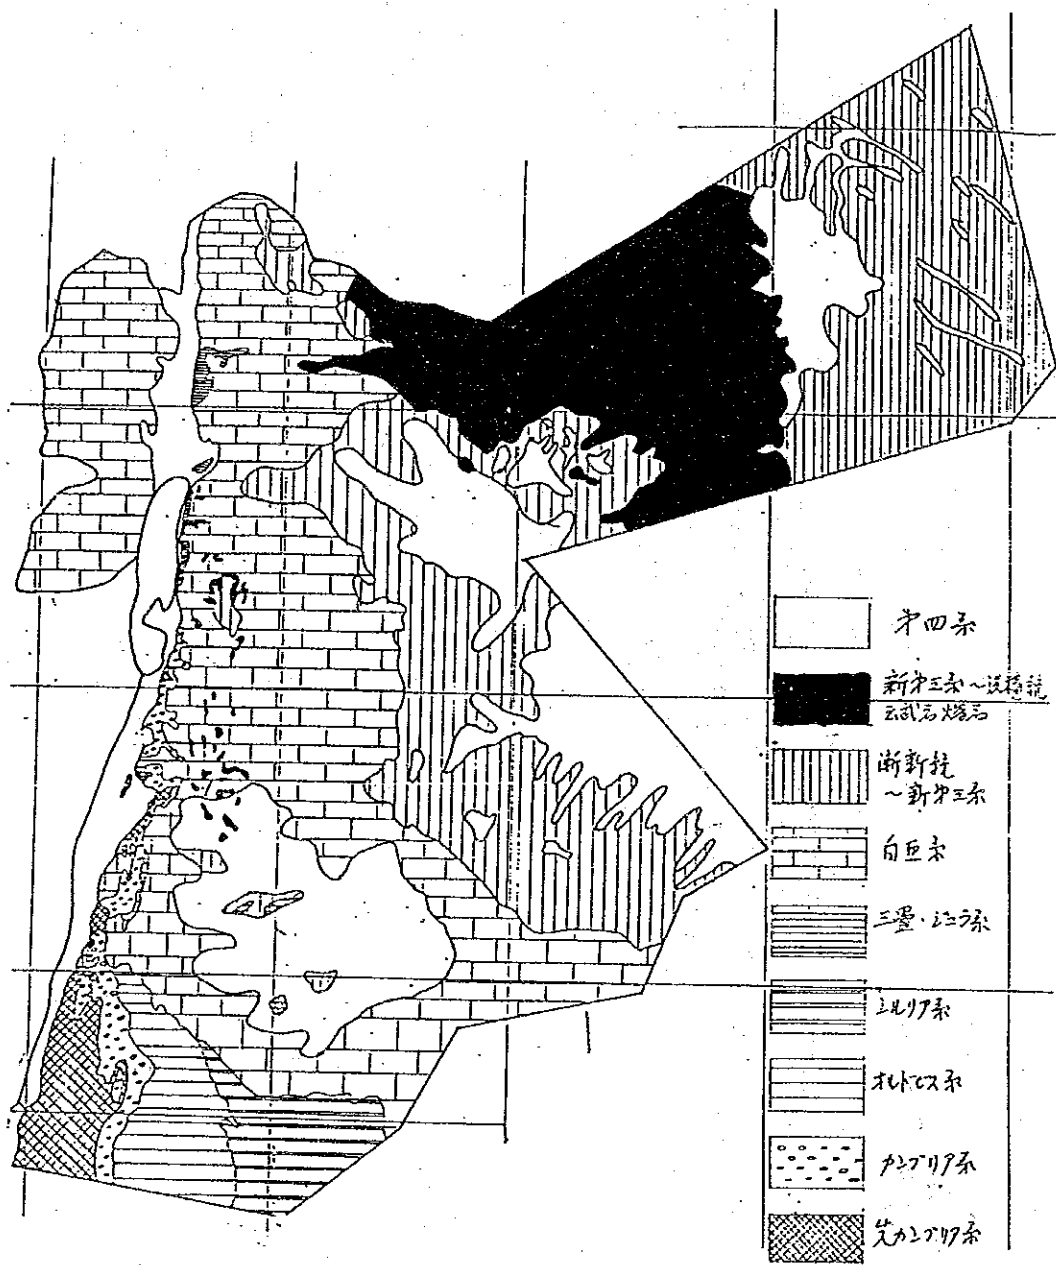 第四系
新第三系～洪積統
玄武岩熔岩
漸新統
～新第三系
白亜系
三畳・ジュラ系
シルリア系
オルドビス系
カンブリア系
先カンブリア系